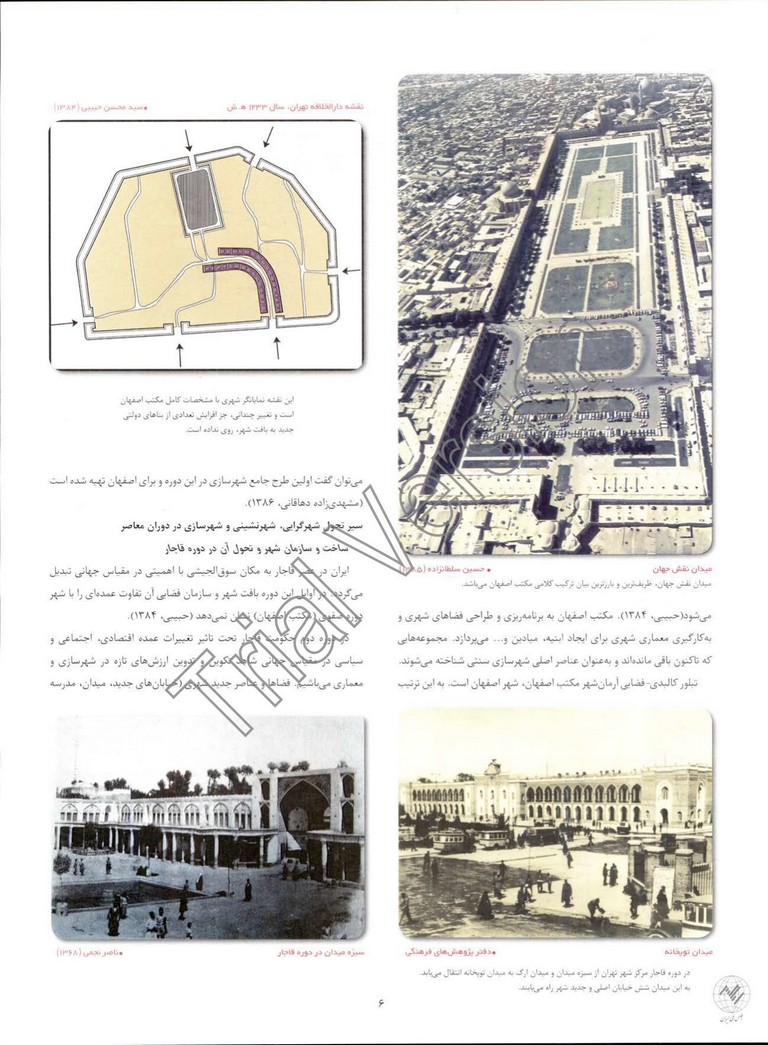 میدان نقش جهان
• حسین سلطانزاده (۱۳۸۵)
میدان نقش جهان، ظریف‌ترین و بارزترین بیان ترکیب کلامی مکتب اصفهان می‌باشد.
می‌شود(حبیبی، ۱۳۸۴). مکتب اصفهان به برنامه‌ریزی و طراحی فضاهای شهری و
به‌کارگیری معماری شهری برای ایجاد ابنیه، میادین و... می‌پردازد. مجموعه‌هایی
که تاکنون باقی مانده‌اند و به‌عنوان عناصر اصلی شهرسازی سنتی شناخته می‌شوند.
تبلور کالبدی-فضایی آرمان‌شهر مکتب اصفهان، شهر اصفهان است. به این ترتیب
میدان توپخانه
•دفتر پژوهش‌های فرهنگی
در دوره قاجار مرکز شهر تهران از سبزه میدان و میدان ارگ به میدان توپخانه انتقال می‌یابد.
به این میدان شش خیابان اصلی و جدید شهر راه می‌یابند.
نقشه دارالخلافه تهران، سال ۱۲۳۳ ه.ش
•سید محسن حبیبی (۱۳۸۴)
این نقشه نمایانگر شهری با مشخصات کامل مکتب اصفهان
است و تغییر چندانی، جز افزایش تعدادی از بناهای دولتی
جدید به بافت شهر، روی نداده است.
می‌توان گفت اولین طرح جامع شهرسازی در این دوره و برای اصفهان تهیه شده است
(مشهدی‌زاده دهاقانی، ۱۳۸۶).
سیر تحول شهرگرایی، شهرنشینی و شهرسازی در دوران معاصر
ساخت و سازمان شهر و تحول آن در دوره قاجار
ایران در عصر قاجار به مکان سوق‌الجیشی با اهمیتی در مقیاس جهانی تبدیل
می‌گردد. در اوایل این دوره بافت شهر و سازمان فضایی آن تفاوت عمده‌ای را با شهر
دوره صفوی (مکتب اصفهان) نشان نمی‌دهد (حبیبی، ۱۳۸۴).
در دوره دوم حکومت قاجار تحت تاثیر تغییرات عمده اقتصادی، اجتماعی و
سیاسی در مقیاس جهانی شاهد تکوین و تدوین ارزش‌های تازه در شهرسازی و
معماری می‌باشیم. فضاها و عناصر جدید شهری (خیابان‌های جدید، میدان، مدرسه
سبزه میدان در دوره قاجار
•ناصر نجمی (۱۳۶۸)
۶
Trial Version